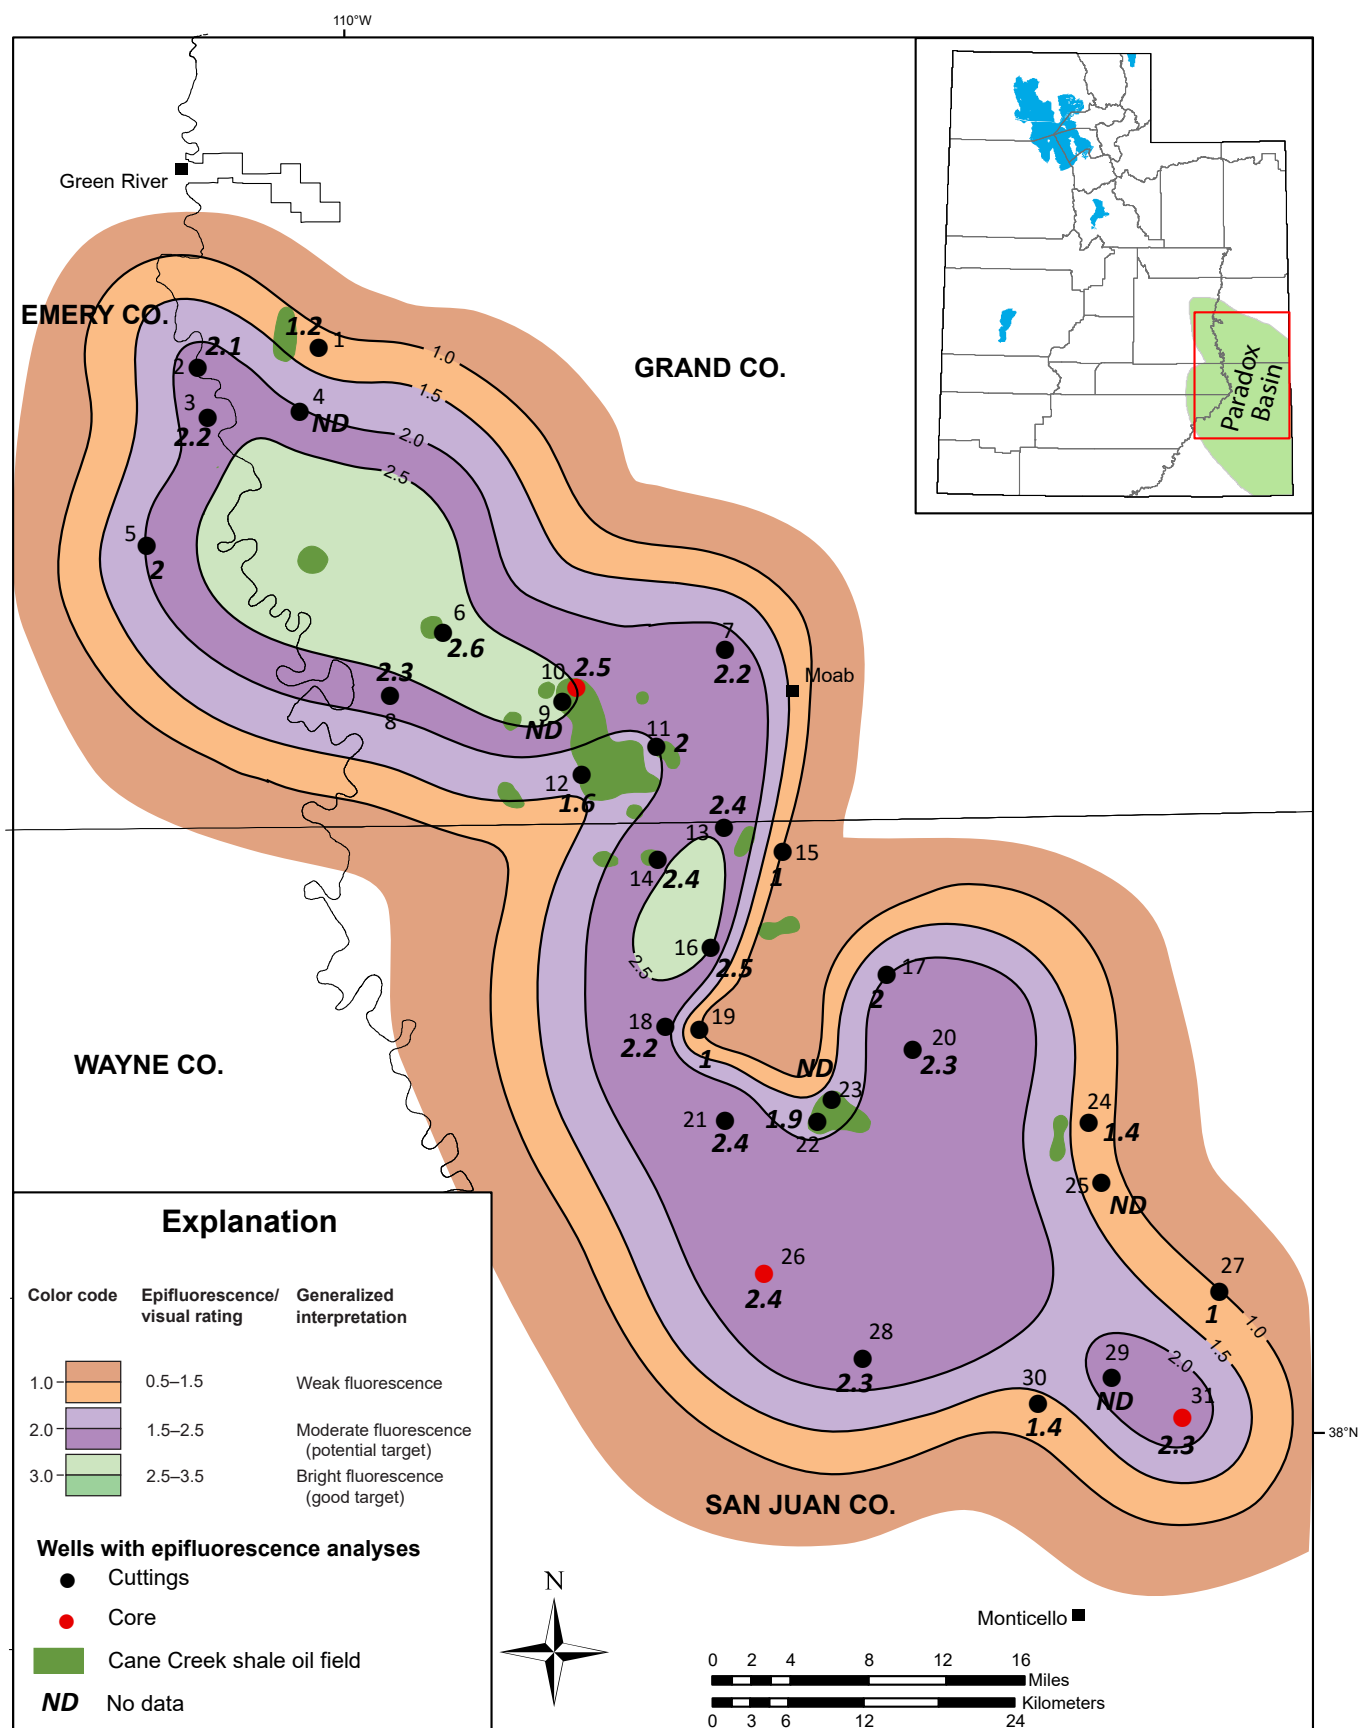 110°W
Green River
EMERY CO.
GRAND CO.
WAYNE CO.
SAN JUAN CO.
Moab
Monticello
38°N
Paradox
Basin
1.0
1.5
2.0
2.5
2.5
1.0
1.5
2.0
1.2
1
2.1
2
3
2.2
4
ND
5
2
6
2.6
7
2.2
2.3
8
10
2.5
9
ND
11
2
12
1.6
2.4
13
14
2.4
15
1
16
2.5
17
2
18
2.2
19
1
20
2.3
21
2.4
ND
23
1.9
22
24
1.4
25
ND
26
2.4
27
1
28
2.3
29
ND
30
1.4
31
2.3
Explanation
Color code
Epifluorescence/
visual rating
Generalized
interpretation
1.0
0.5–1.5
Weak fluorescence
2.0
1.5–2.5
Moderate fluorescence
(potential target)
3.0
2.5–3.5
Bright fluorescence
(good target)
Wells with epifluorescence analyses
Cuttings
Core
Cane Creek shale oil field
ND No data
N
0 2 4 8 12 16
Miles
Kilometers
0 3 6 12 24